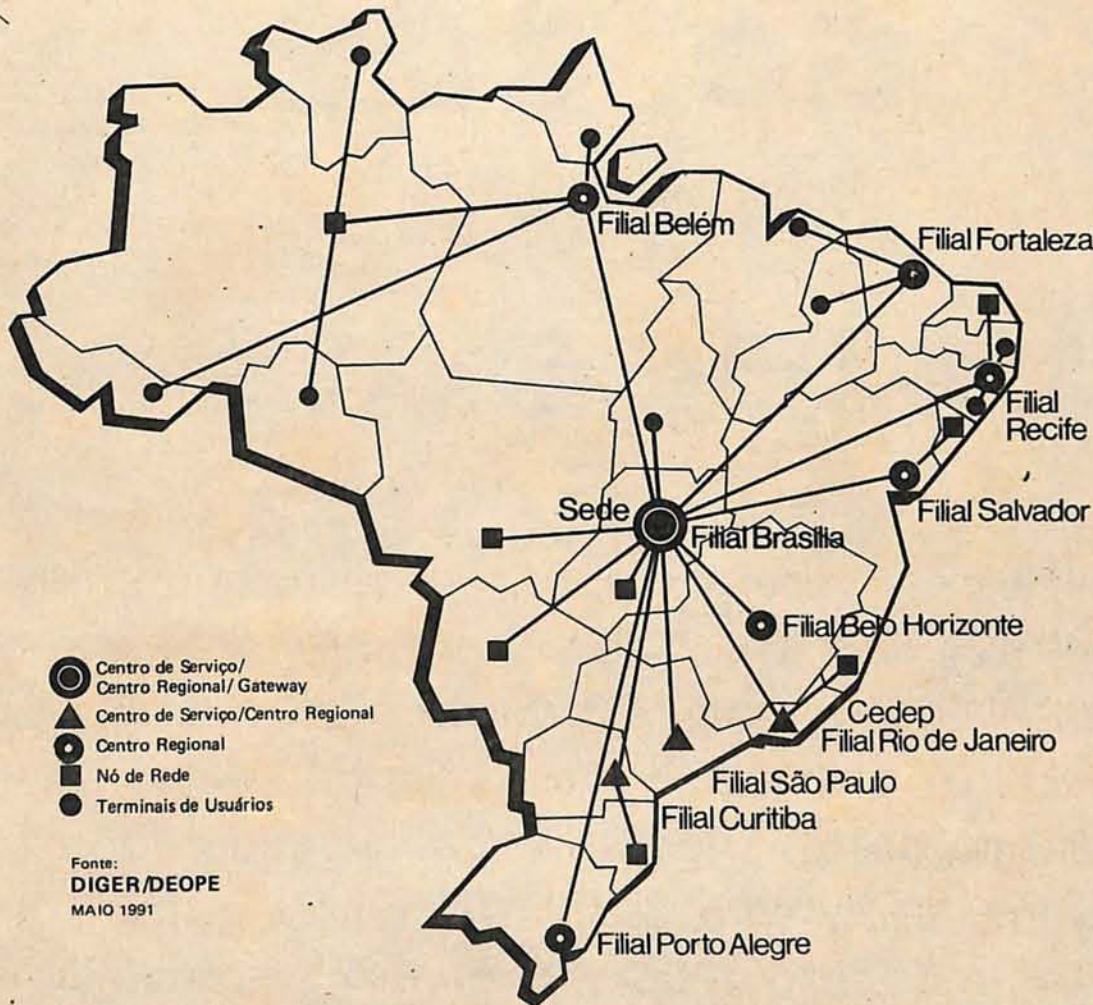 Filial Belém
Filial Fortaleza
Filial
Recife
Filial Salvador
Sede
Filial Brasília
Filial Belo Horizonte
Cedep
Filial Rio de Janeiro
Filial São Paulo
Filial Curitiba
Filial Porto Alegre
Centro de Serviço/
Centro Regional/Gateway
Centro de Serviço/Centro Regional
Centro Regional
Nó de Rede
Terminais de Usuários
Fonte:
DIGER/DEOPE
MAIO 1991